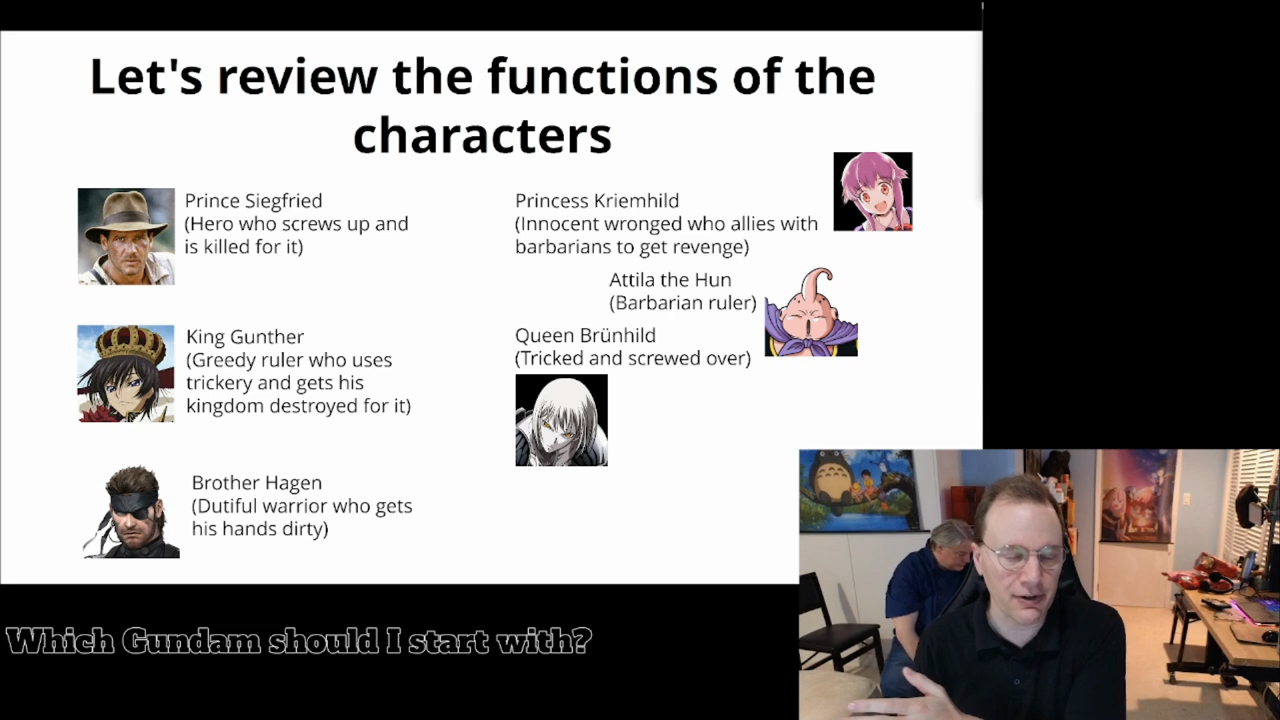 Let's review the functions of the
characters
Prince Siegfried
(Hero who screws up and
is killed for it)
King Gunther
(Greedy ruler who uses
trickery and gets his
kingdom destroyed for it)
Brother Hagen
(Dutiful warrior who gets
his hands dirty)
Princess Kriemhild
(Innocent wronged who allies with
barbarians to get revenge)
Attila the Hun
(Barbarian ruler)
Queen Brünhild
(Tricked and screwed over)
Which Gundam should I start with?